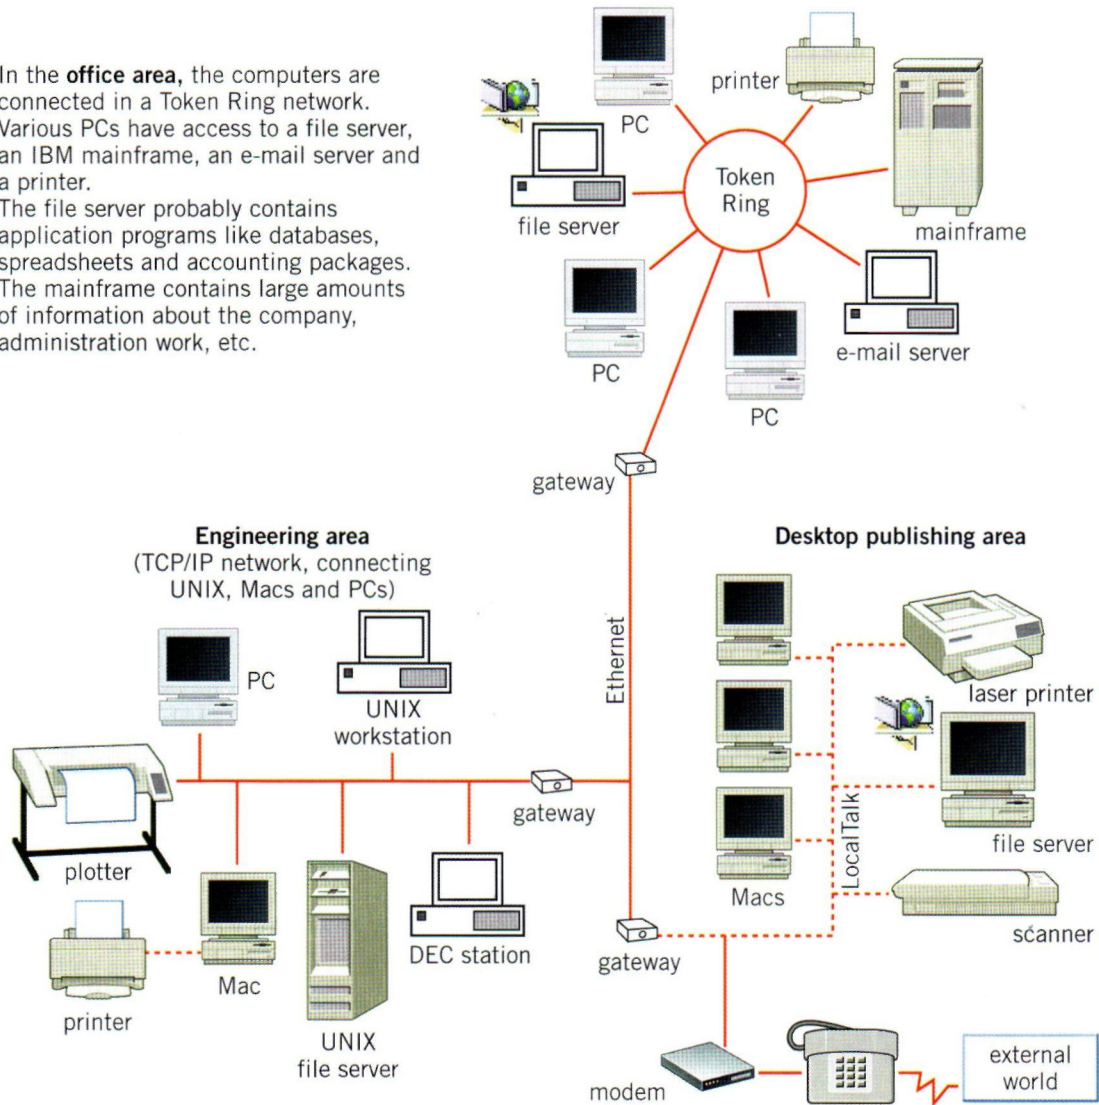 In the office area, the computers are
connected in a Token Ring network.
Various PCs have access to a file server,
an IBM mainframe, an e-mail server and
a printer.
The file server probably contains
application programs like databases,
spreadsheets and accounting packages.
The mainframe contains large amounts
of information about the company,
administration work, etc.
PC
printer
Token
Ring
file server
mainframe
PC
e-mail server
PC
gateway
Engineering area
(TCP/IP network, connecting
UNIX, Macs and PCs)
PC
UNIX
workstation
plotter
gateway
Mac
DEC station
printer
UNIX
file server
Ethernet
Desktop publishing area
laser printer
LocalTalk
file server
Macs
scanner
gateway
modem
external
world